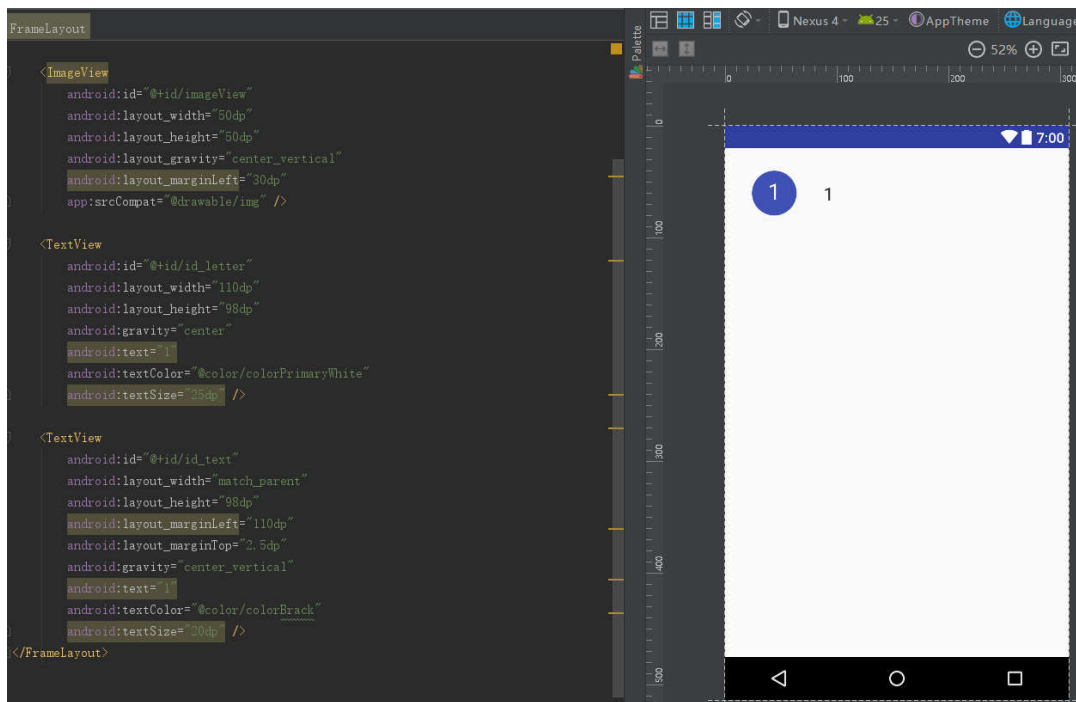 FrameLayout
<ImageView
android:id="@+id/imageView"
android:layout_width="50dp"
android:layout_height="50dp"
android:layout_gravity="center_vertical"
android:layout_marginLeft="30dp"
app:srcCompat="@drawable/img" />
<TextView
android:id="@+id/id_letter"
android:layout_width="110dp"
android:layout_height="98dp"
android:gravity="center"
android:text="1"
android:textColor="@color/colorPrimaryWhite"
android:textSize="25dp" />
<TextView
android:id="@+id/id_text"
android:layout_width="match_parent"
android:layout_height="98dp"
android:layout_marginLeft="110dp"
android:layout_marginTop="2.5dp"
android:gravity="center_vertical"
android:text="1"
android:textColor="@color/colorBrack"
android:textSize="20dp" />
</FrameLayout>
Palette
Nexus 4 25 AppTheme Language
52%
0 100 200 300
0
100
200
300
400
500
7:00
1 1